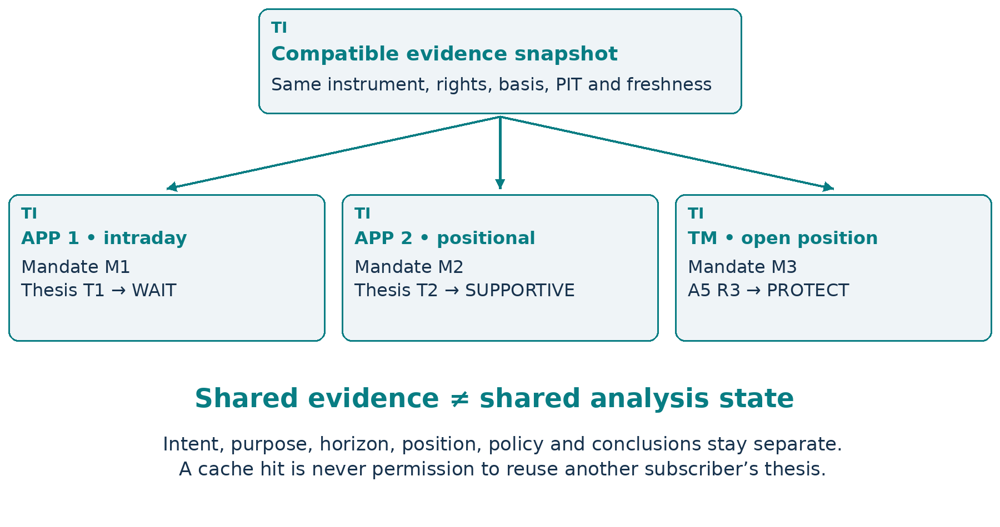 TI
Compatible evidence snapshot
Same instrument, rights, basis, PIT and freshness
TI
APP 1 • intraday
Mandate M1
Thesis T1 → WAIT
TI
APP 2 • positional
Mandate M2
Thesis T2 → SUPPORTIVE
TI
TM • open position
Mandate M3
A5 R3 → PROTECT
Shared evidence ≠ shared analysis state
Intent, purpose, horizon, position, policy and conclusions stay separate.
A cache hit is never permission to reuse another subscriber’s thesis.